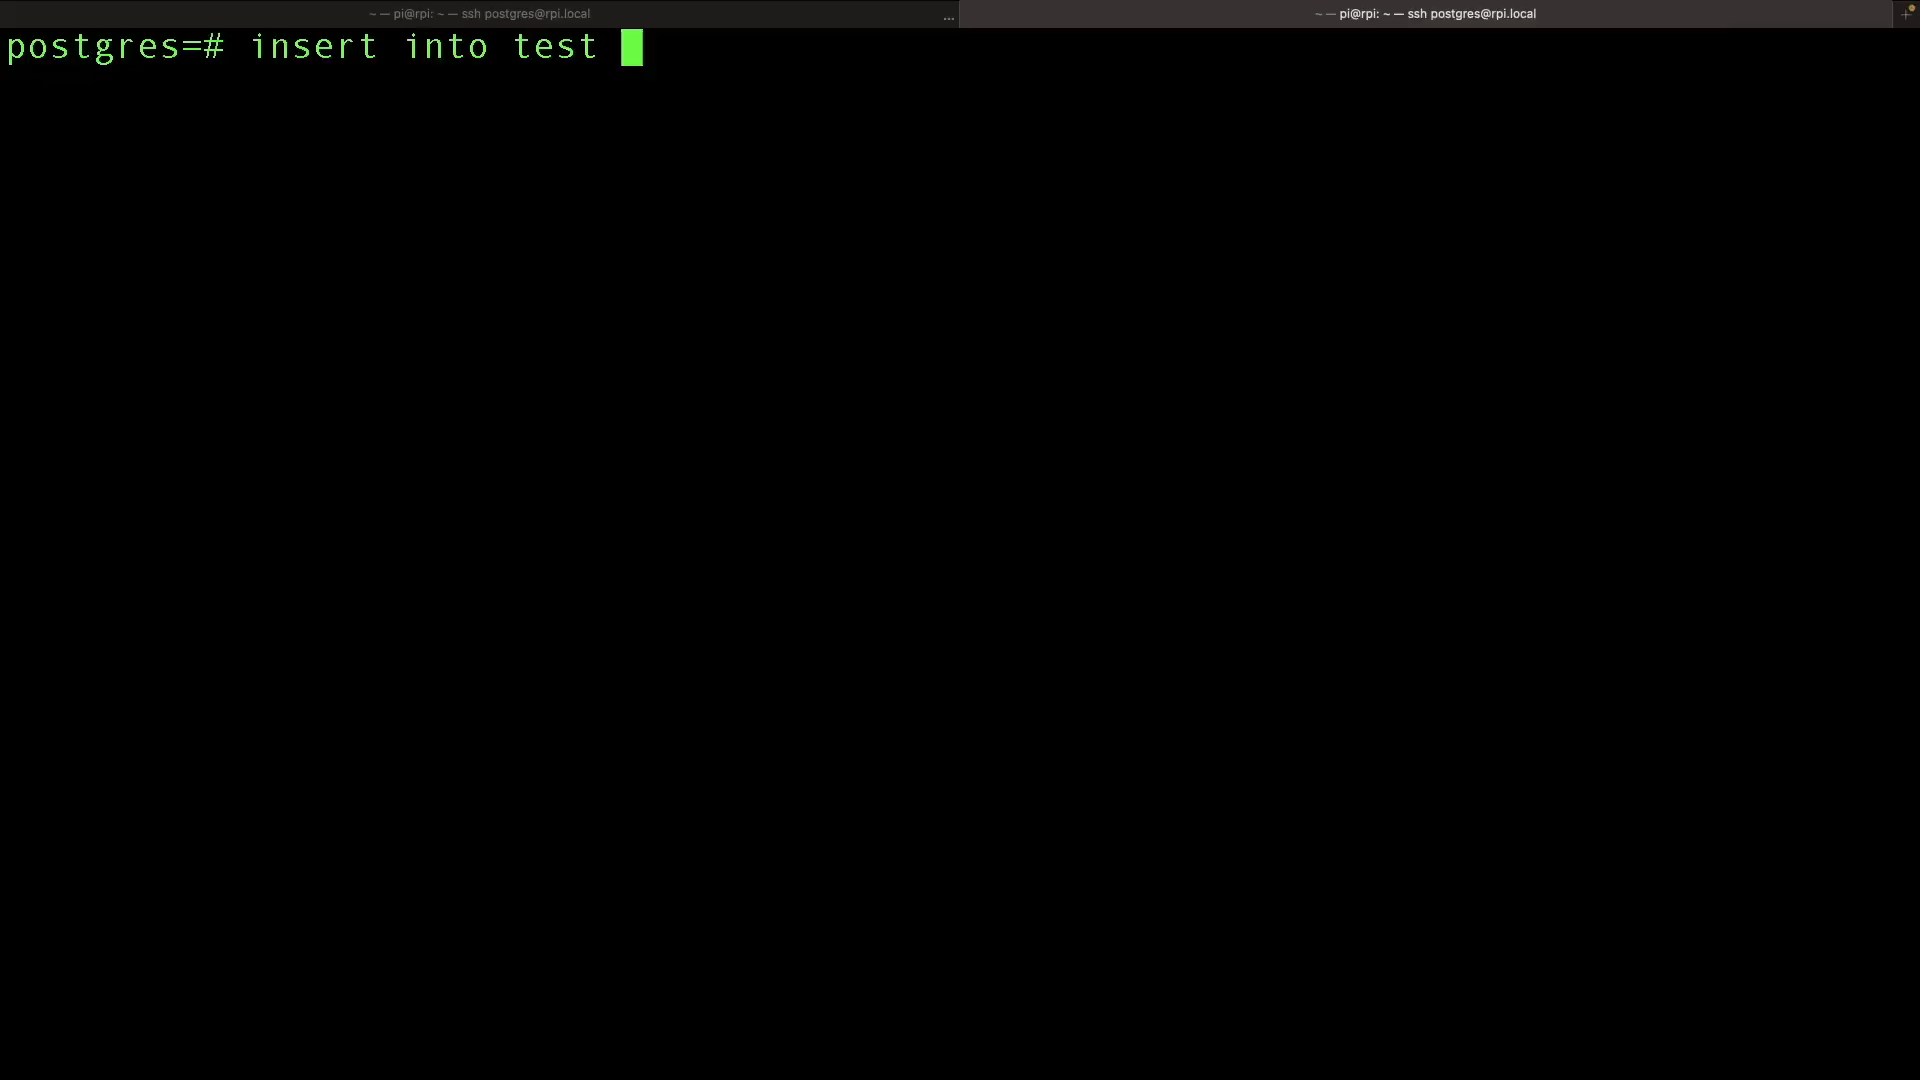 ~ — pi@rpi: ~ — ssh postgres@rpi.local ... ~ — pi@rpi: ~ — ssh postgres@rpi.local +
postgres=# insert into test